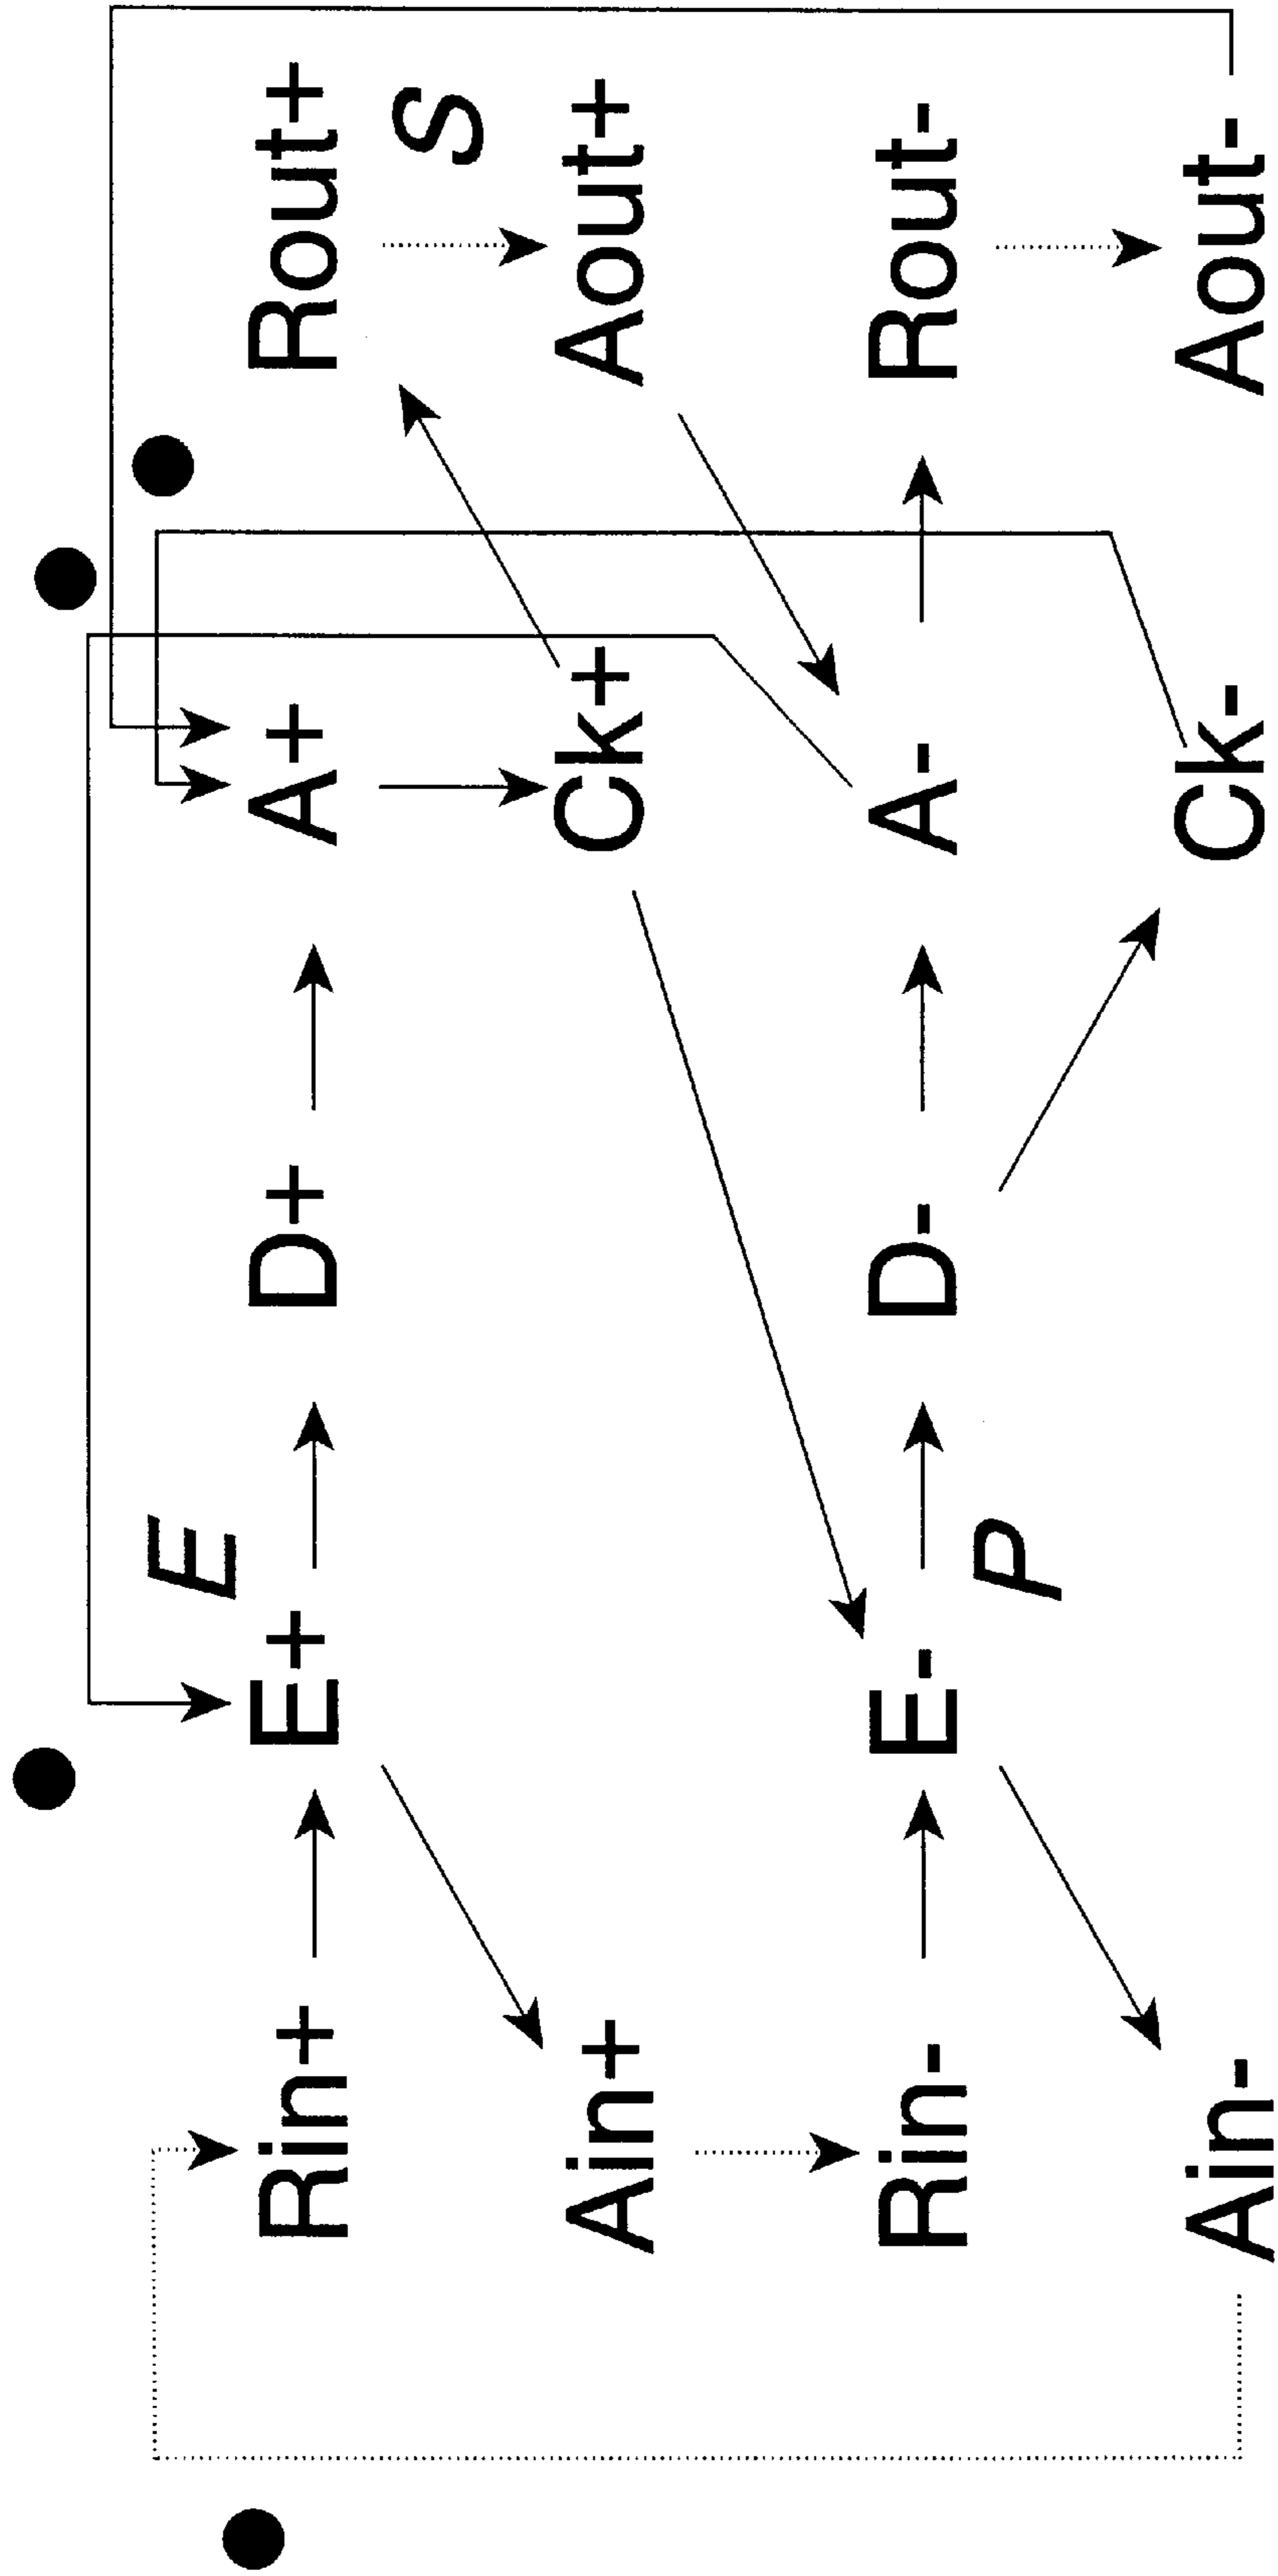 E
Rin+ E+ D+ A+ Rout+
S
Ain+ Ck+ Aout+
Rin- E- D- A- Rout-
P
Ain- Ck- Aout-